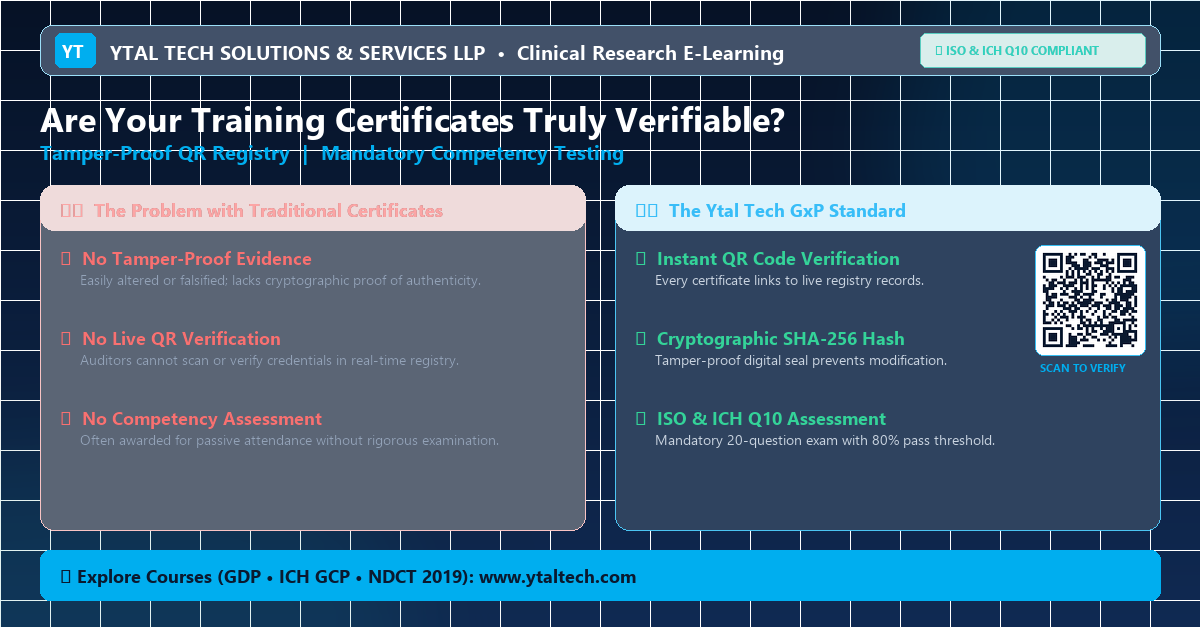 YT
YTAL TECH SOLUTIONS & SERVICES LLP • Clinical Research E-Learning
ISO & ICH Q10 COMPLIANT
Are Your Training Certificates Truly Verifiable?
Tamper-Proof QR Registry | Mandatory Competency Testing
The Problem with Traditional Certificates
No Tamper-Proof Evidence
Easily altered or falsified; lacks cryptographic proof of authenticity.
No Live QR Verification
Auditors cannot scan or verify credentials in real-time registry.
No Competency Assessment
Often awarded for passive attendance without rigorous examination.
The Ytal Tech GxP Standard
Instant QR Code Verification
Every certificate links to live registry records.
Cryptographic SHA-256 Hash
Tamper-proof digital seal prevents modification.
ISO & ICH Q10 Assessment
Mandatory 20-question exam with 80% pass threshold.
SCAN TO VERIFY
Explore Courses (GDP • ICH GCP • NDCT 2019): www.ytaltech.com